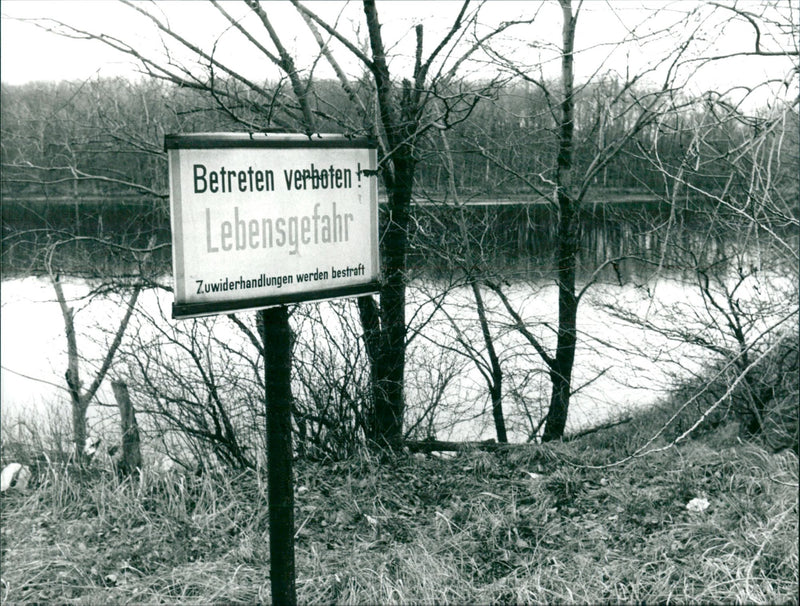 Betreten verboten !
Lebensgefahr
Zuwiderhandlungen werden bestraft